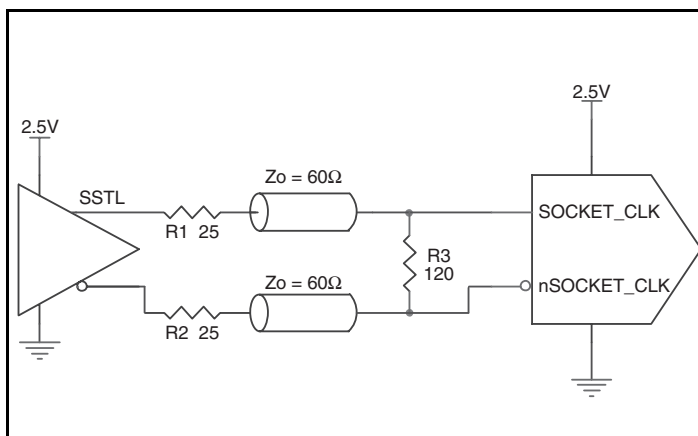 2.5V
2.5V
Zo = 60Ω
SSTL
SOCKET_CLK
R1 25
R3
120
Zo = 60Ω
nSOCKET_CLK
R2 25